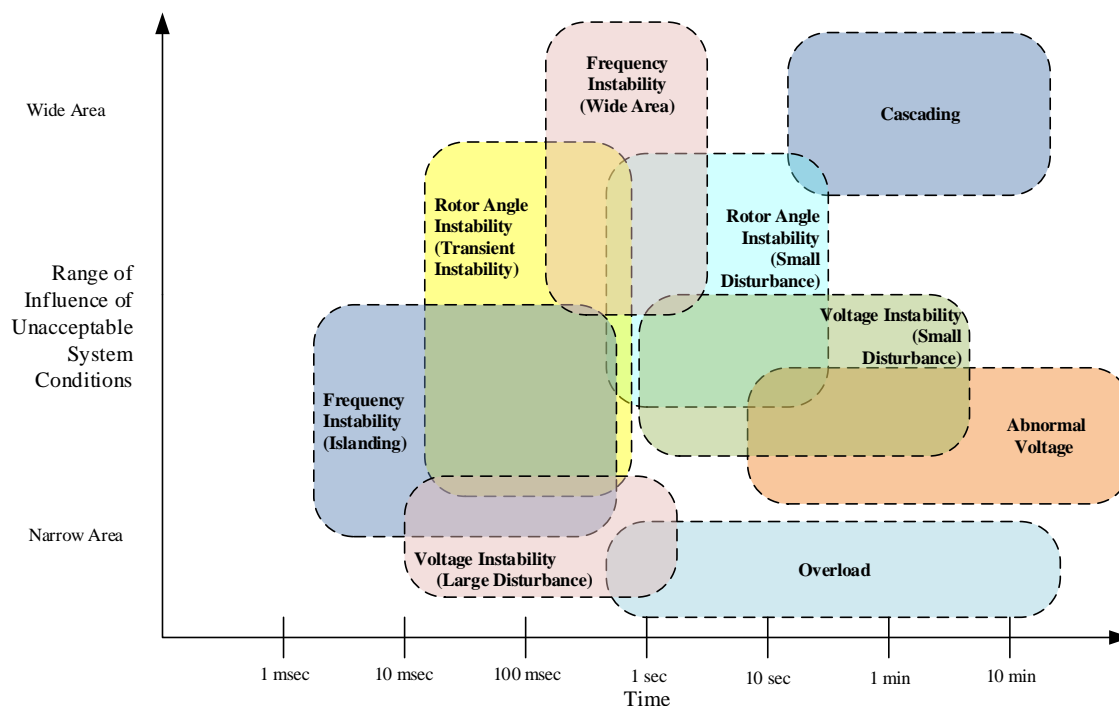 Wide Area
Range of
Influence of
Unacceptable
System
Conditions
Narrow Area
Frequency
Instability
(Wide Area)
Cascading
Rotor Angle
Instability
(Transient
Instability)
Rotor Angle
Instability
(Small
Disturbance)
Voltage Instability
(Small
Disturbance)
Frequency
Instability
(Islanding)
Abnormal
Voltage
Voltage Instability
(Large Disturbance)
Overload
1 msec
10 msec
100 msec
1 sec
10 sec
1 min
10 min
Time